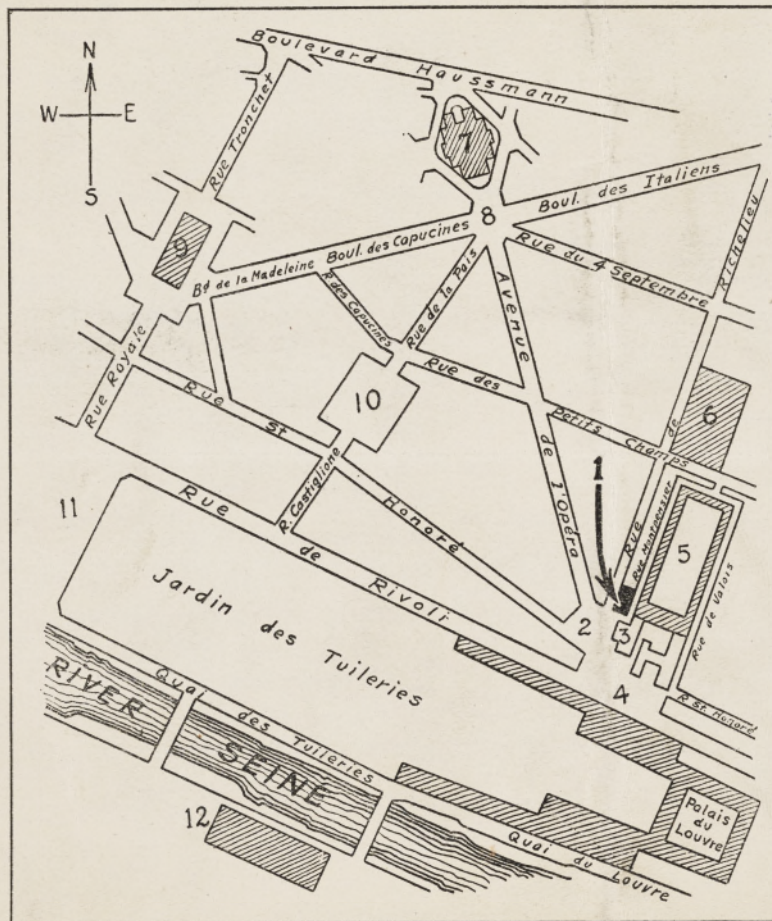 N
W E
S
Boulevard Haussmann
Rue Tronchet
7
Boul. des Italiens
8
9
Bd de la Madeleine
Boul. des Capucines
Rue du 4 Septembre
Richelieu
R. des Capucines
Rue de la Pais
Avenue
de l'Opéra
Rue Royale
10
Rue des Petits Champs
de
6
Rue St Honoré
R. Castiglione
1
Rue
Rue Montpensier
5
Rue de Valois
11
Rue de Rivoli
2
3
Jardin des Tuileries
4
R St. Honoré
RIVER
SEINE
Quai des Tuileries
Palais
du
Louvre
12
Quai du Louvre